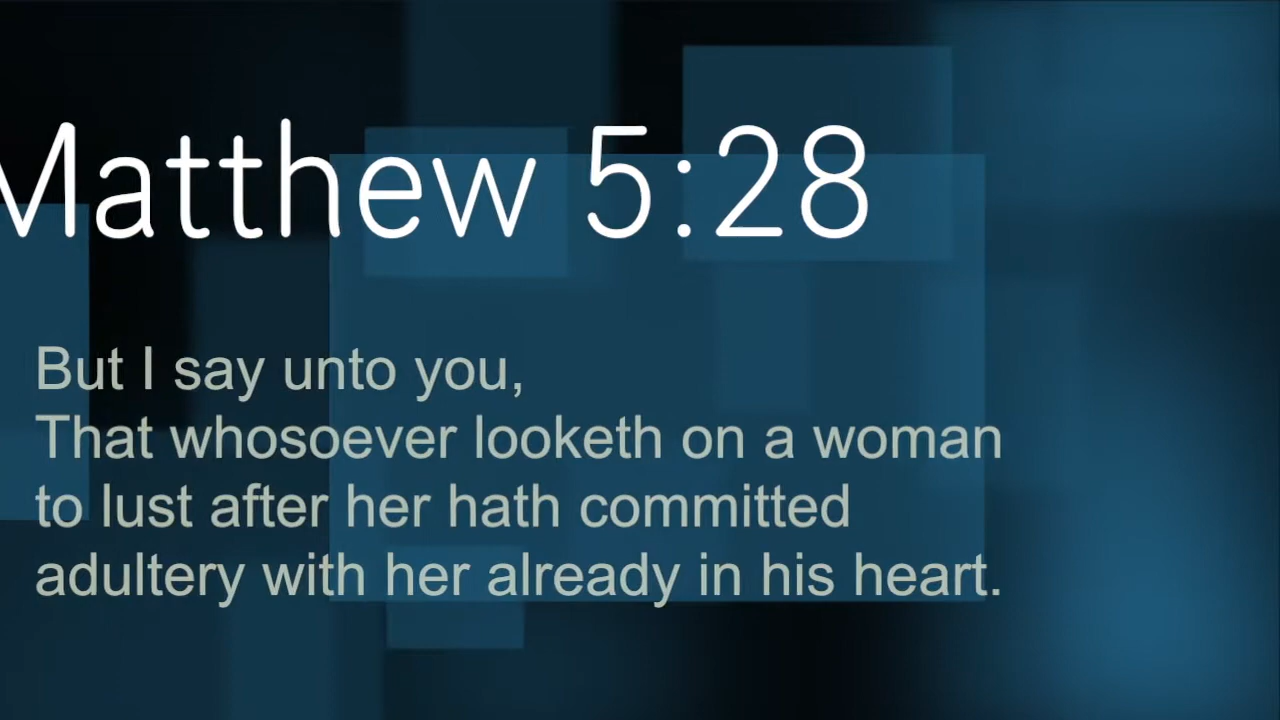 Matthew 5:28
But I say unto you,
That whosoever looketh on a woman
to lust after her hath committed
adultery with her already in his heart.